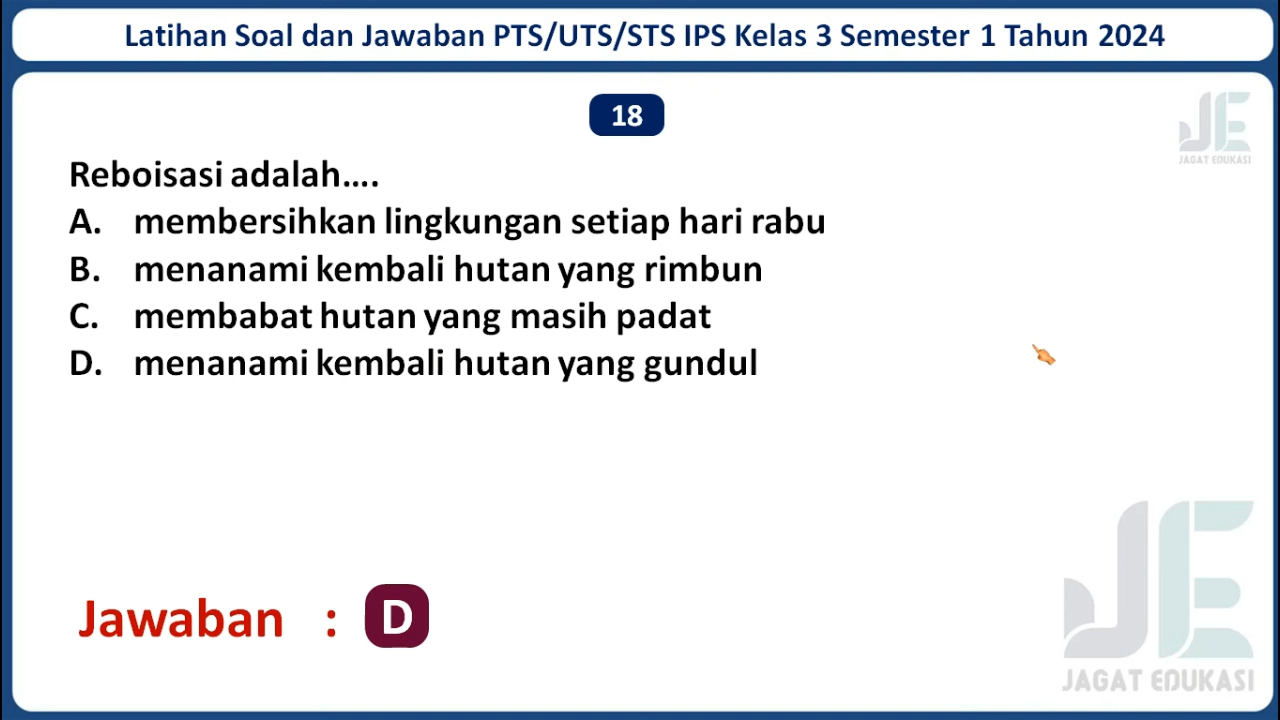 Latihan Soal dan Jawaban PTS/UTS/STS IPS Kelas 3 Semester 1 Tahun 2024
18
JE
JAGAT EDUKASI
Reboisasi adalah....
A. membersihkan lingkungan setiap hari rabu
B. menanami kembali hutan yang rimbun
C. membabat hutan yang masih padat
D. menanami kembali hutan yang gundul
Jawaban : D
JE
JAGAT EDUKASI